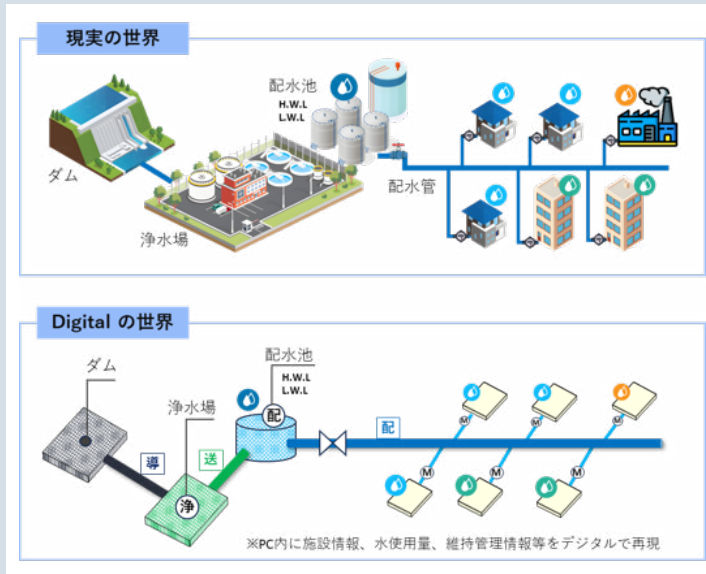 現実の世界
配水池
H.W.L
L.W.L
ダム
浄水場
配水管
Digital の世界
ダム
配水池
H.W.L
L.W.L
浄水場
配
導
送
配
浄
M
M
M
M
M
M
※PC内に施設情報、水使用量、維持管理情報等をデジタルで再現